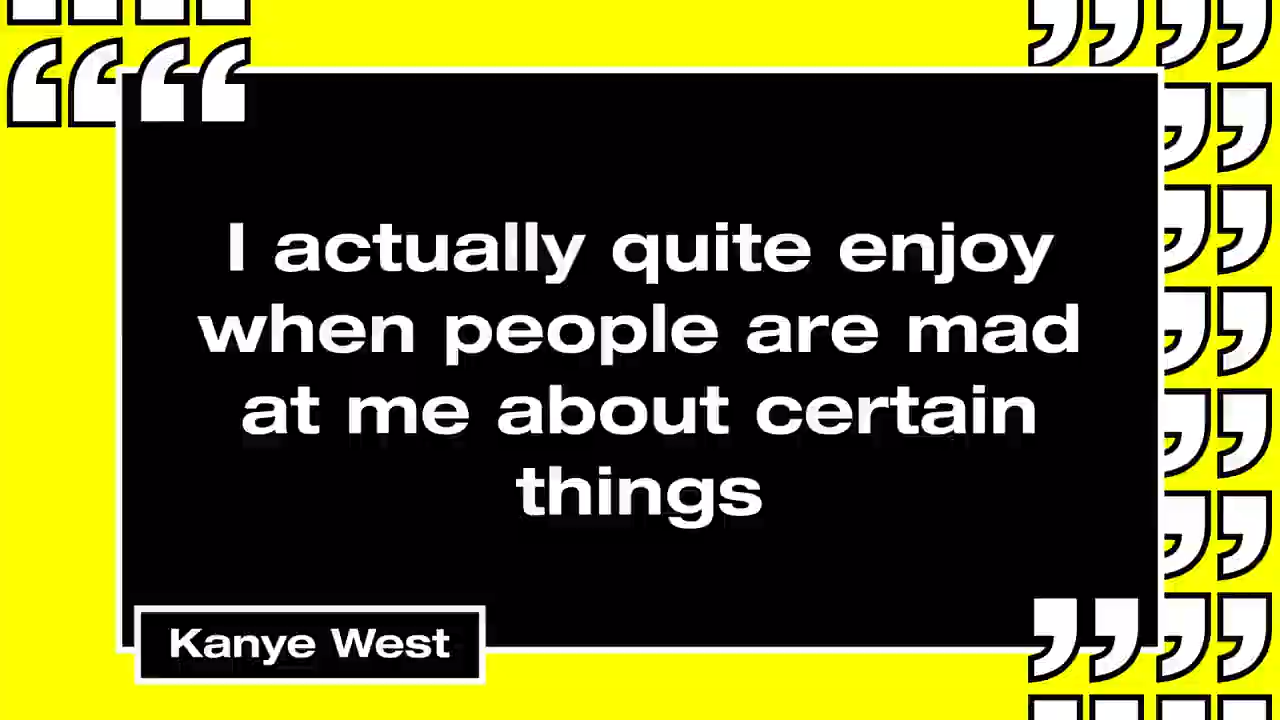 I actually quite enjoy
when people are mad
at me about certain
things
Kanye West